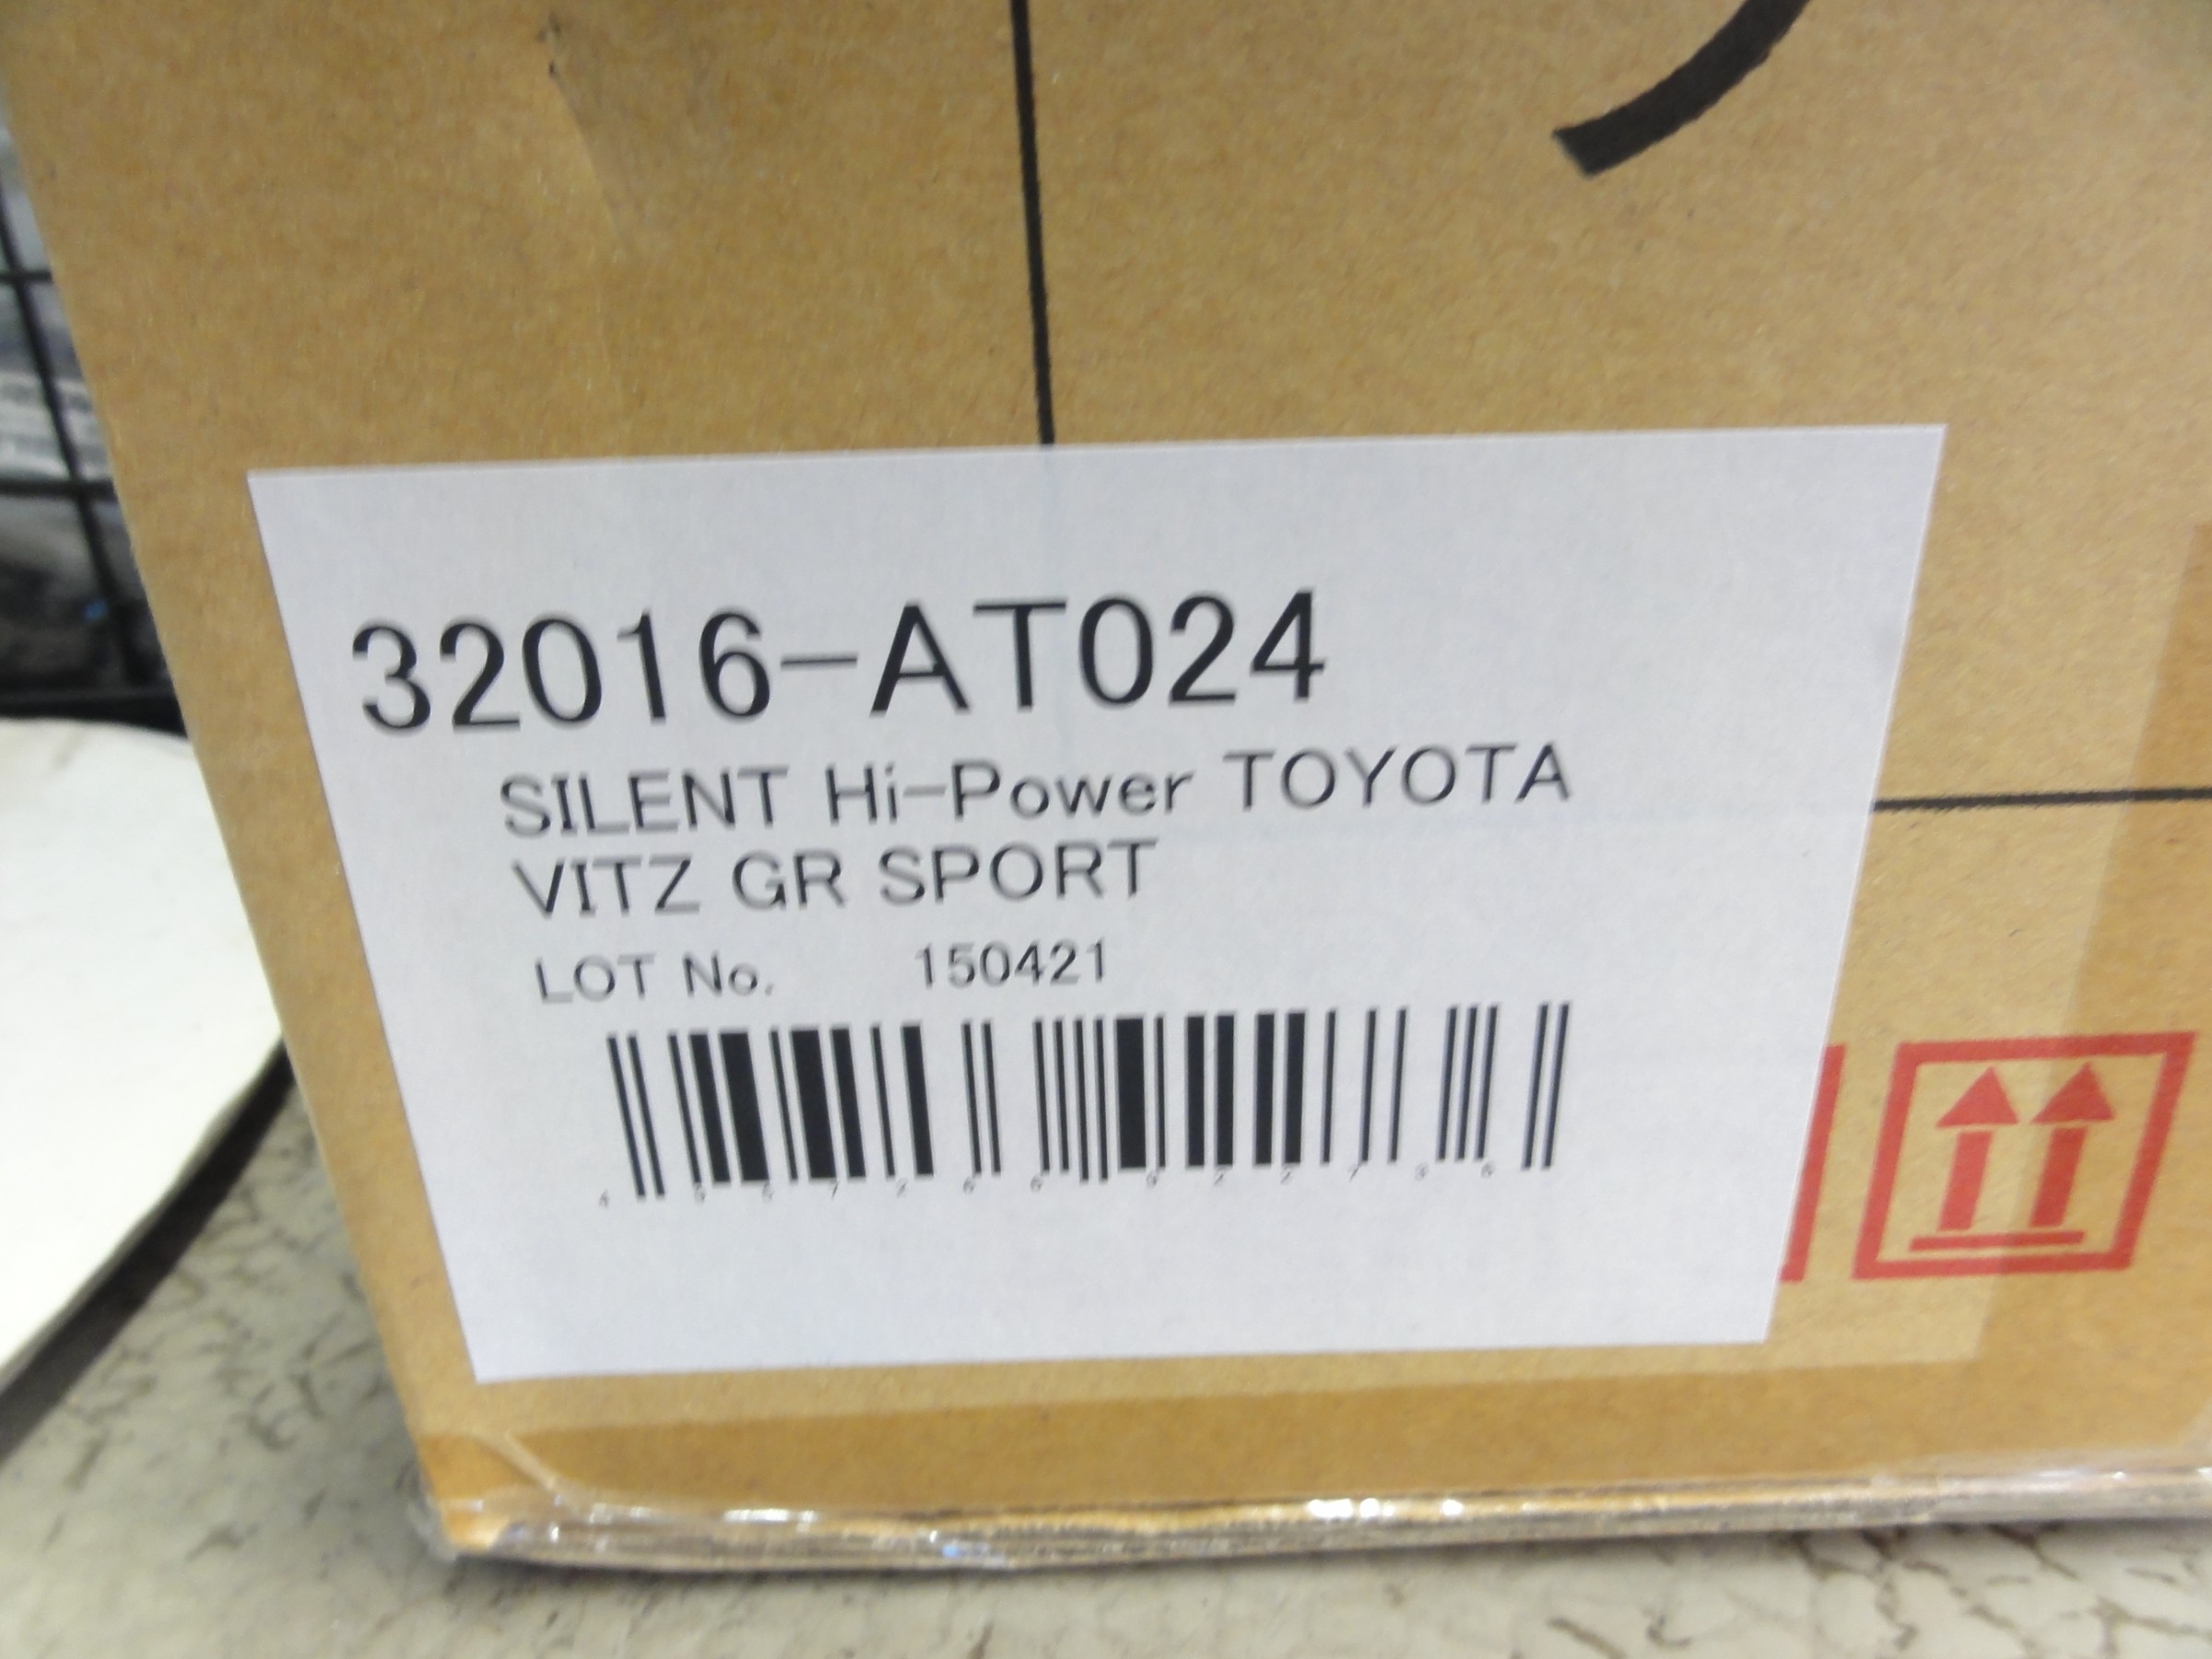 32016-AT024
SILENT Hi-Power TOYOTA
VITZ GR SPORT
LOT No. 150421